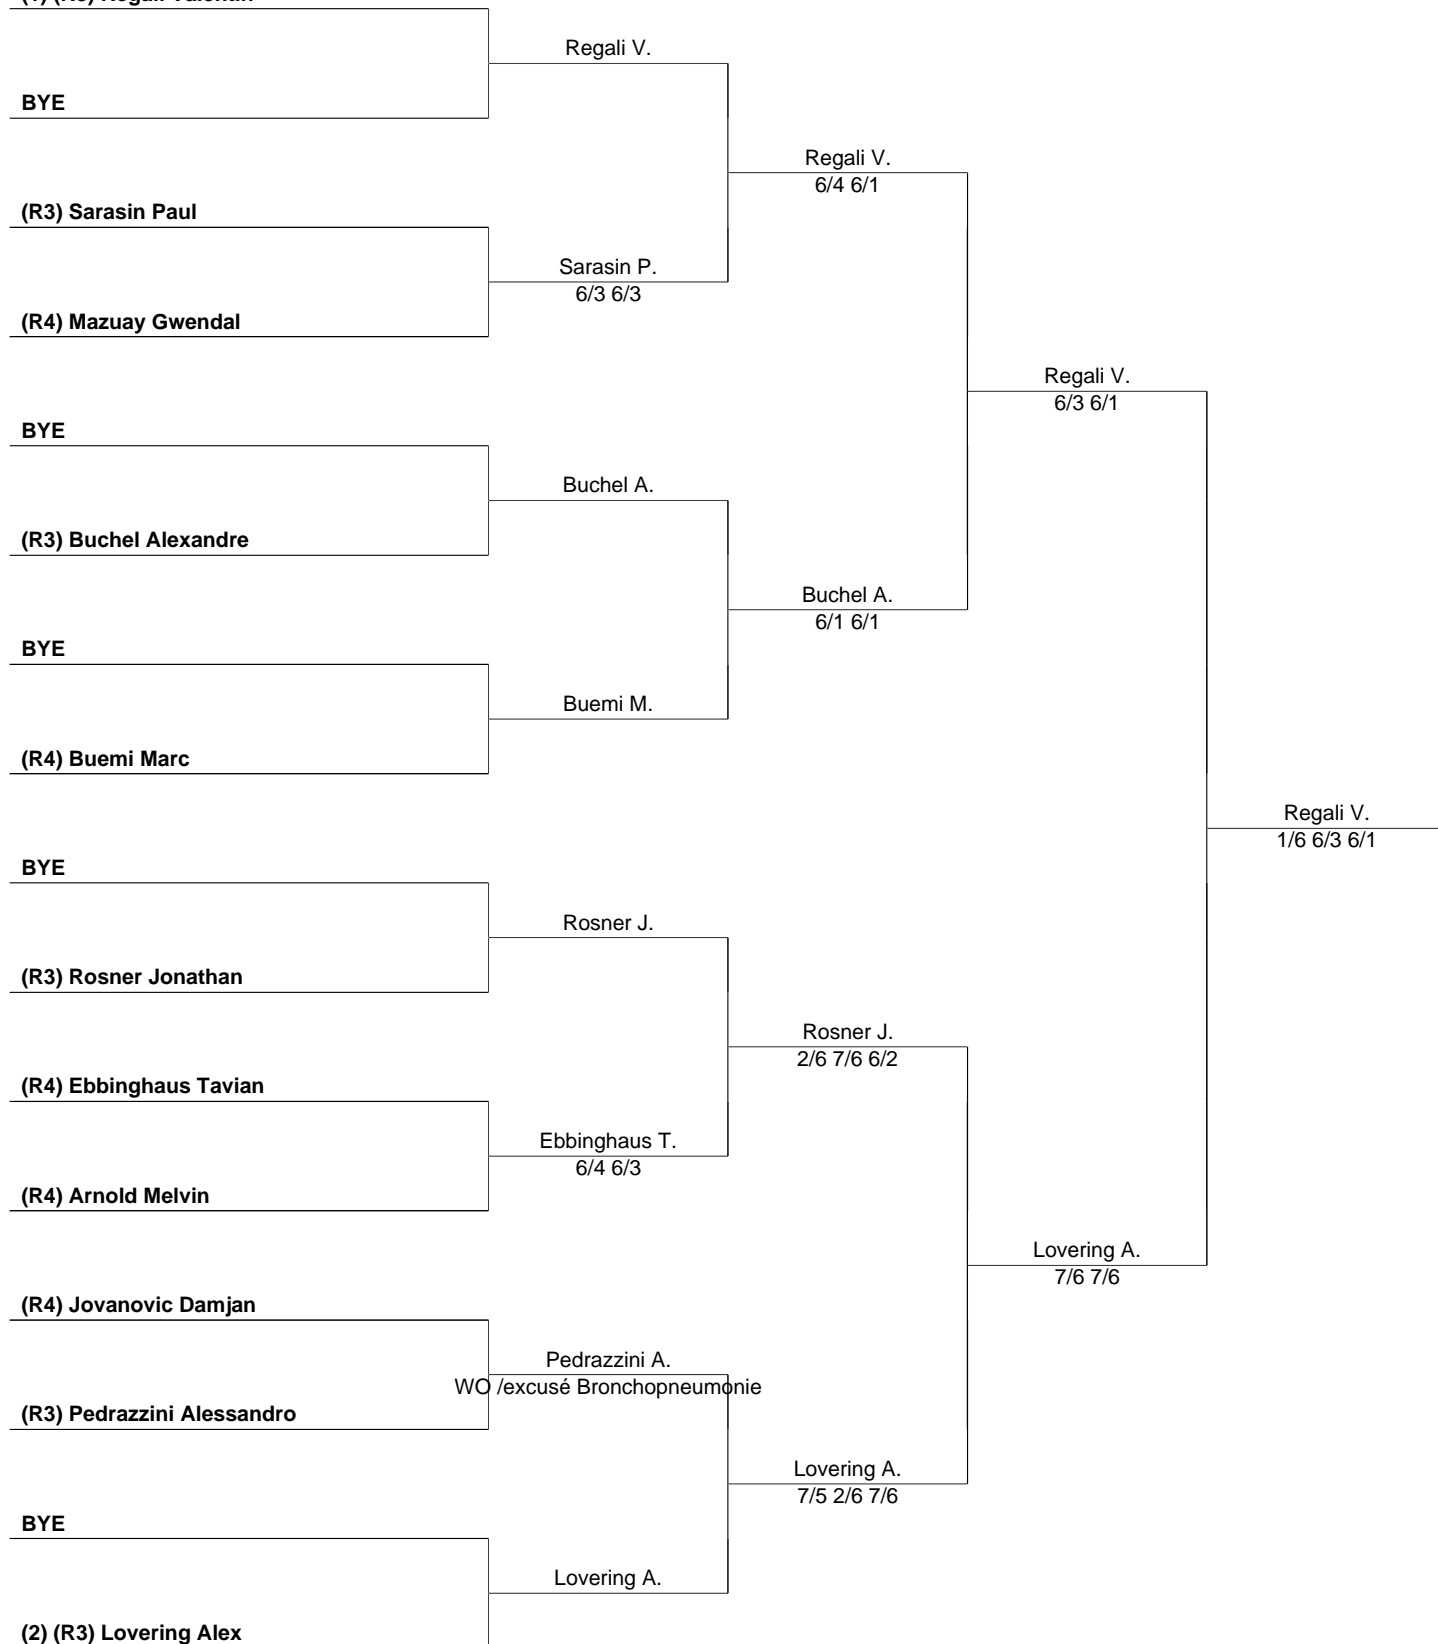 Regali V.
BYE
Regali V.
6/4 6/1
(R3) Sarasin Paul
Sarasin P.
6/3 6/3
(R4) Mazuay Gwendal
Regali V.
6/3 6/1
BYE
Buchel A.
(R3) Buchel Alexandre
Buchel A.
6/1 6/1
BYE
Buemi M.
(R4) Buemi Marc
Regali V.
1/6 6/3 6/1
BYE
Rosner J.
(R3) Rosner Jonathan
Rosner J.
2/6 7/6 6/2
(R4) Ebbinghaus Tavian
Ebbinghaus T.
6/4 6/3
(R4) Arnold Melvin
Lovering A.
7/6 7/6
(R4) Jovanovic Damjan
Pedrazzini A.
WO /excusé Bronchopneumonie
(R3) Pedrazzini Alessandro
Lovering A.
7/5 2/6 7/6
BYE
Lovering A.
(2) (R3) Lovering Alex